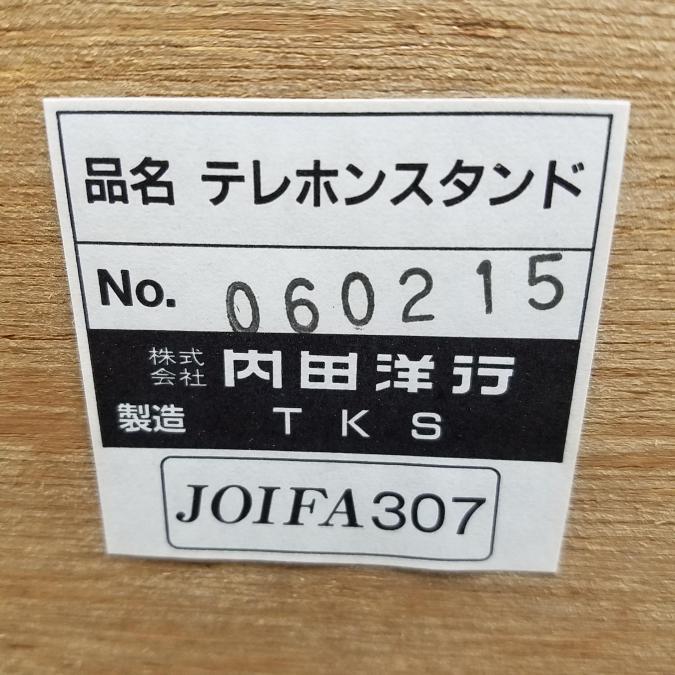 品名 テレホンスタンド
No. 060215
株式会社 内田洋行
製造 TKS
JOIFA307